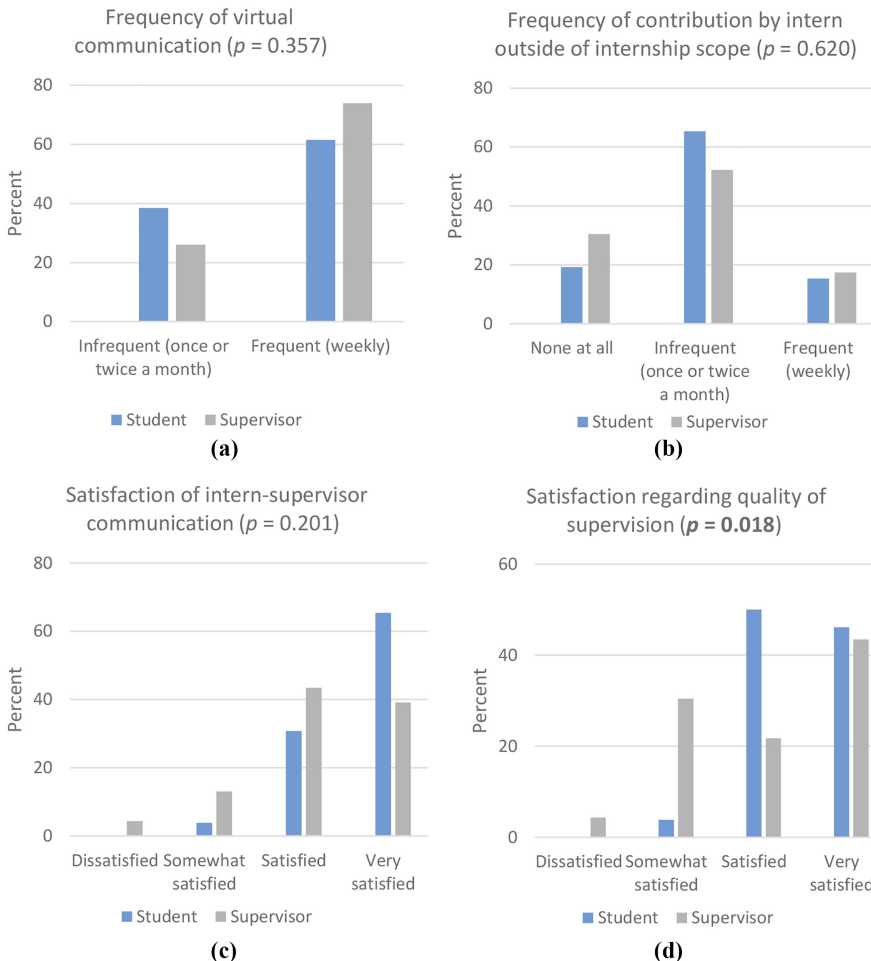 Frequency of virtual
communication (p = 0.357)
80
60
40
20
0
Percent
Infrequent (once or
twice a month)
Frequent (weekly)
Student
Supervisor
(a)
Frequency of contribution by intern
outside of internship scope (p = 0.620)
80
60
40
20
0
Percent
None at all
Infrequent
(once or twice
a month)
Frequent
(weekly)
Student
Supervisor
(b)
Satisfaction of intern-supervisor
communication (p = 0.201)
80
60
40
20
0
Percent
Dissatisfied
Somewhat
satisfied
Satisfied
Very
satisfied
Student
Supervisor
(c)
Satisfaction regarding quality of
supervision (p = 0.018)
60
40
20
0
Percent
Dissatisfied
Somewhat
satisfied
Satisfied
Very
satisfied
Student
Supervisor
(d)